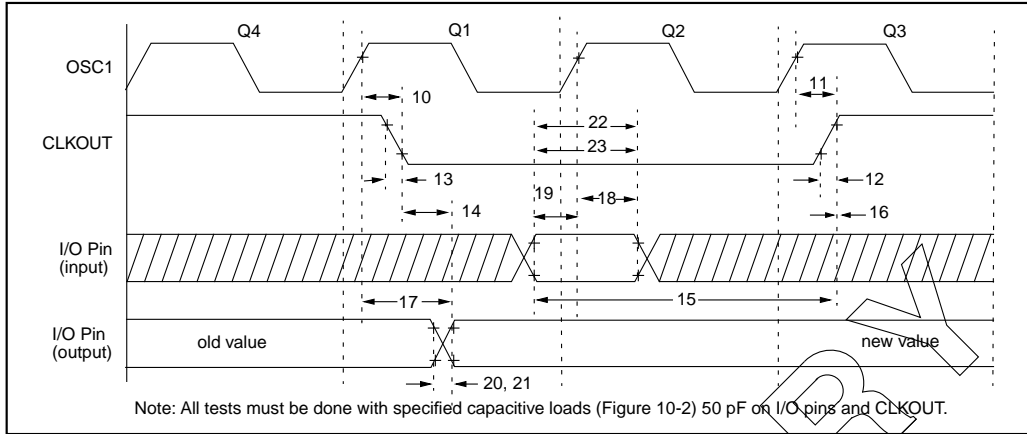 Q4 Q1 Q2 Q3
OSC1
10 11
CLKOUT
22
23
13 12
19 18
14 16
I/O Pin
(input)
17 15
I/O Pin
(output)
old value new value
20, 21
Note: All tests must be done with specified capacitive loads (Figure 10-2) 50 pF on I/O pins and CLKOUT.
R Y